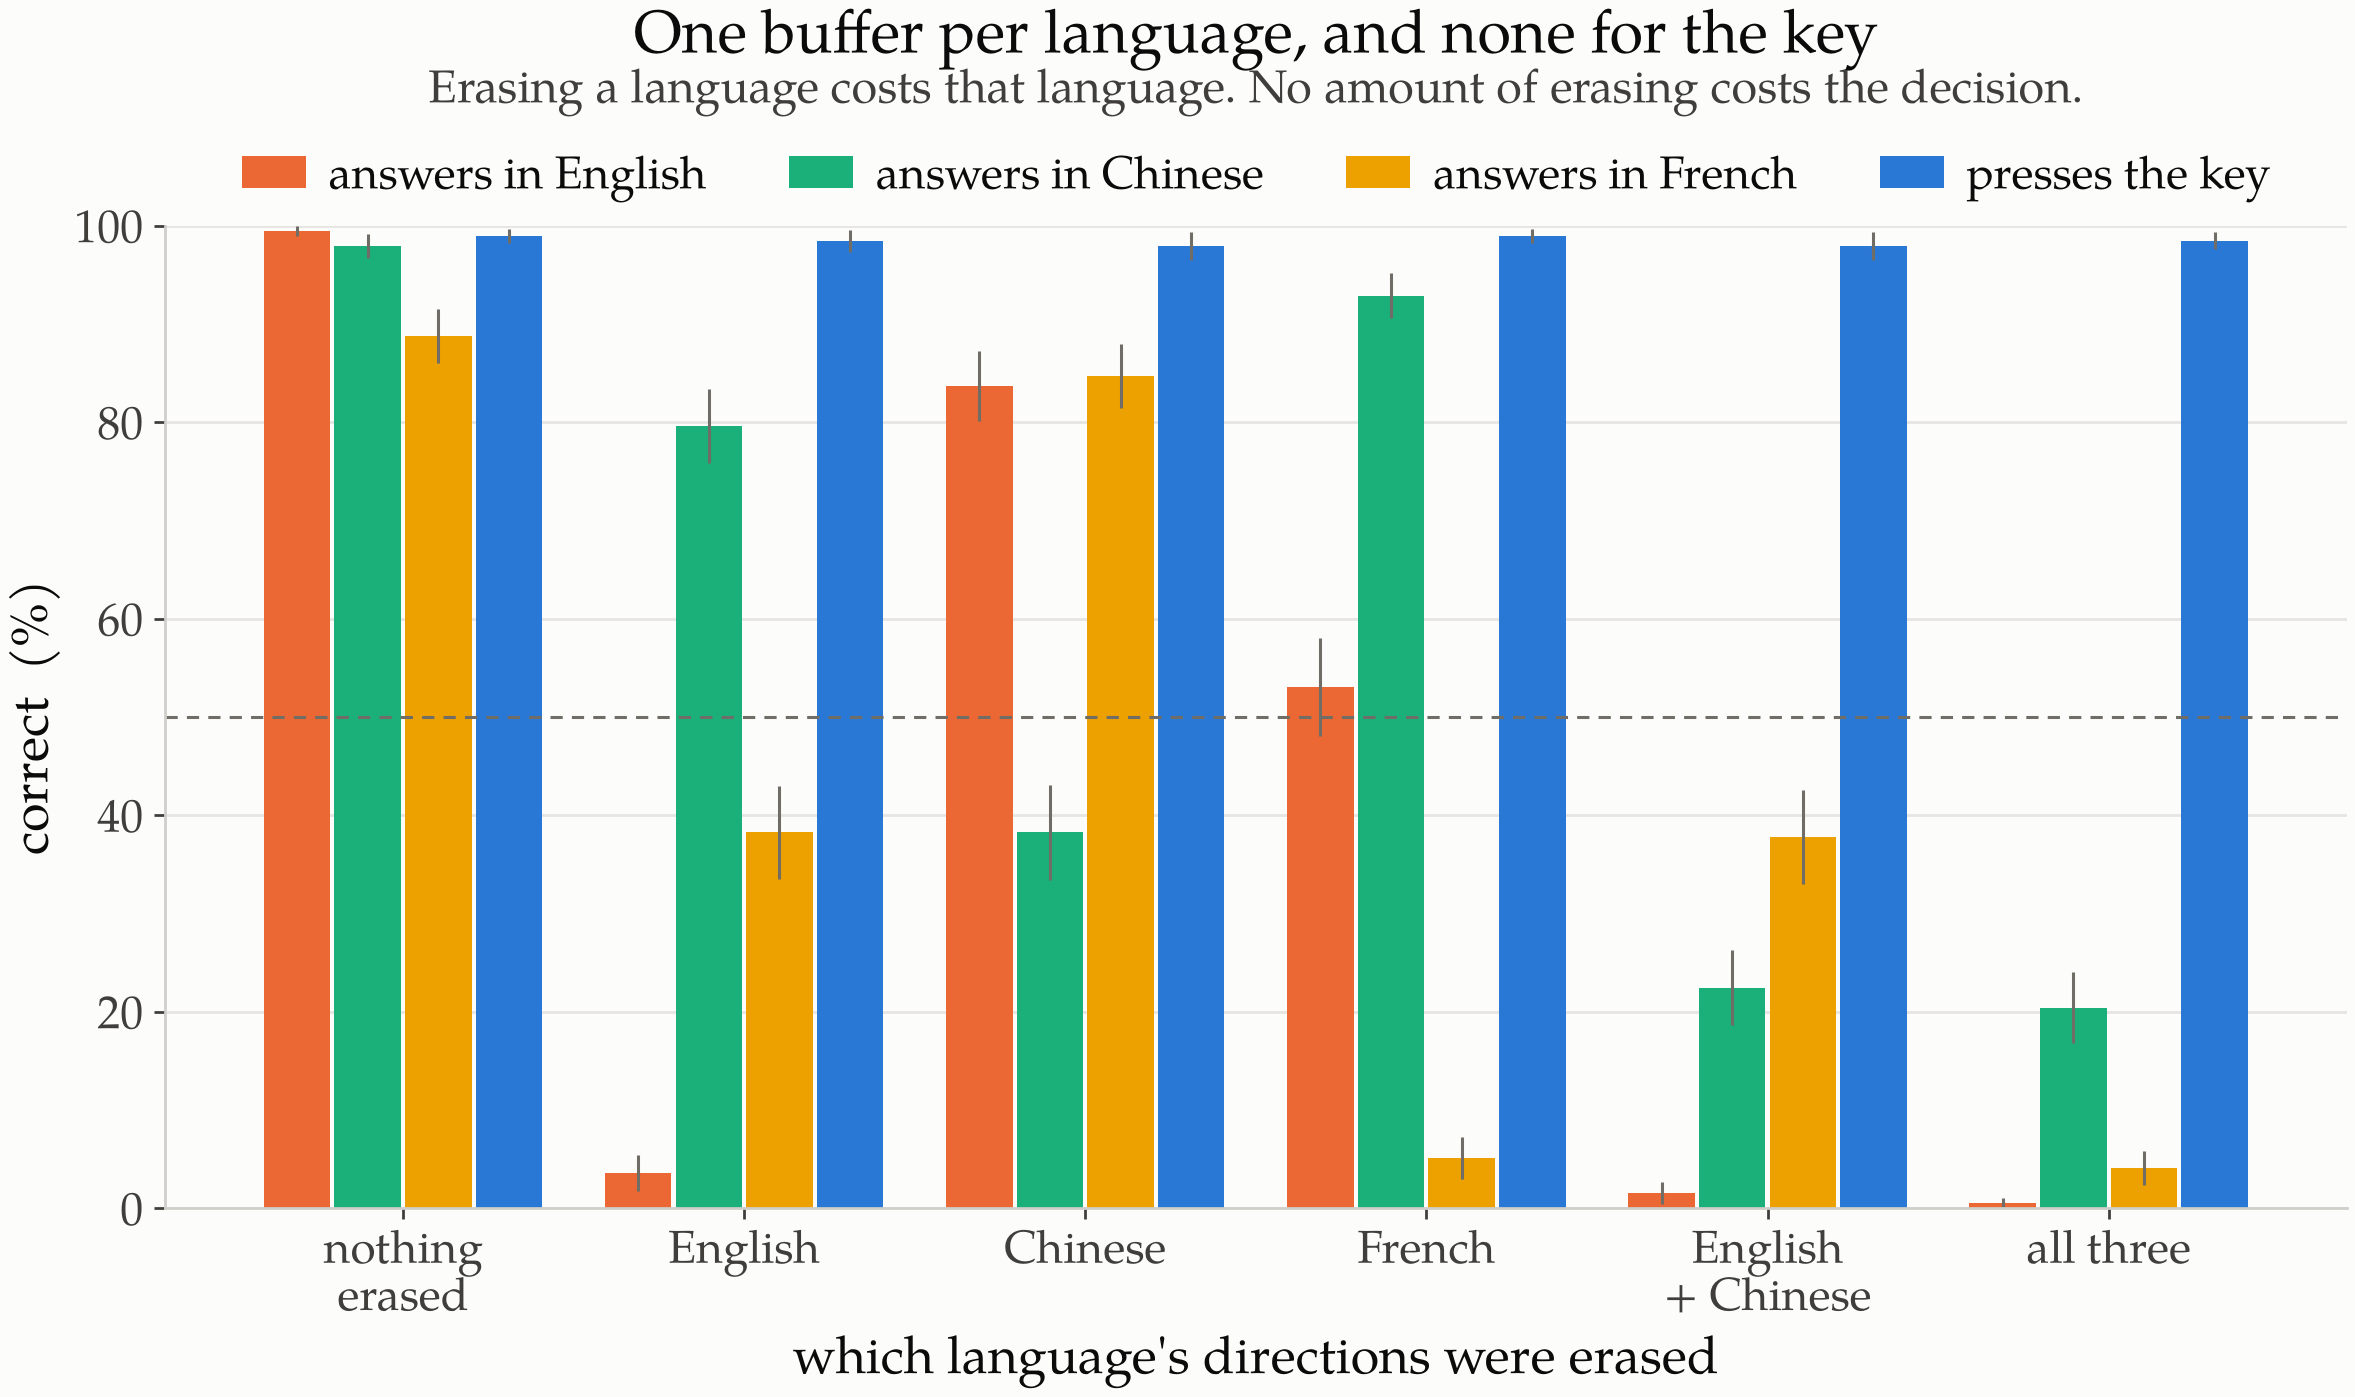 One buffer per language, and none for the key
Erasing a language costs that language. No amount of erasing costs the decision.
answers in English
answers in Chinese
answers in French
presses the key
100
80
60
40
20
0
correct (%)
nothing
erased
English
Chinese
French
English
+ Chinese
all three
which language's directions were erased